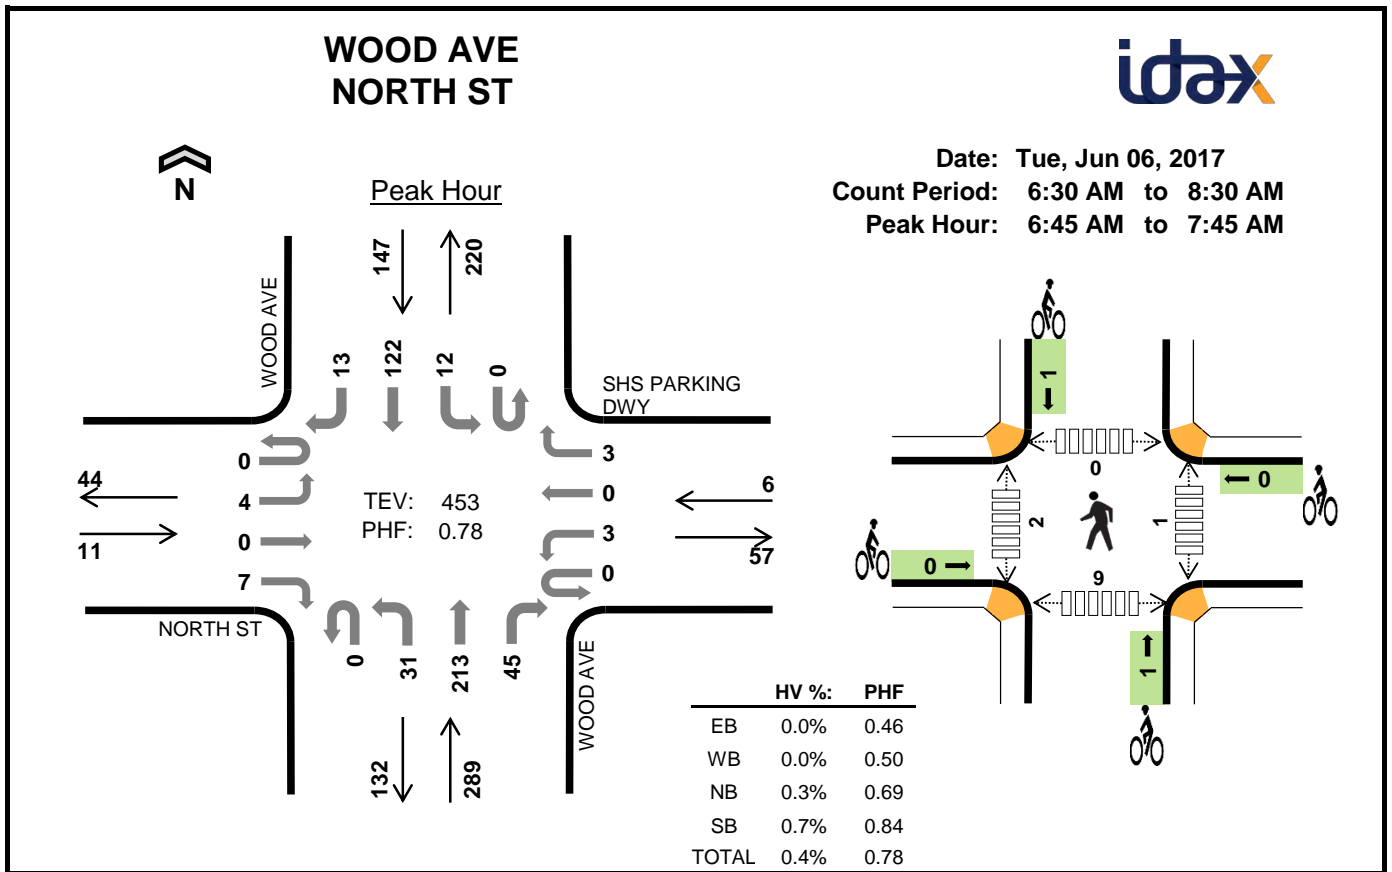 WOOD AVE
NORTH ST
idax
Date: Tue, Jun 06, 2017
Count Period: 6:30 AM to 8:30 AM
Peak Hour: 6:45 AM to 7:45 AM
N
Peak Hour
147
220
WOOD AVE
13
122
12
0
SHS PARKING
DWY
0
4
0
7
44
11
TEV: 453
PHF: 0.78
3
0
3
0
6
57
NORTH ST
0
31
213
45
WOOD AVE
132
289
1
0
0
2
1
0
9
1
HV %: PHF
EB 0.0% 0.46
WB 0.0% 0.50
NB 0.3% 0.69
SB 0.7% 0.84
TOTAL 0.4% 0.78